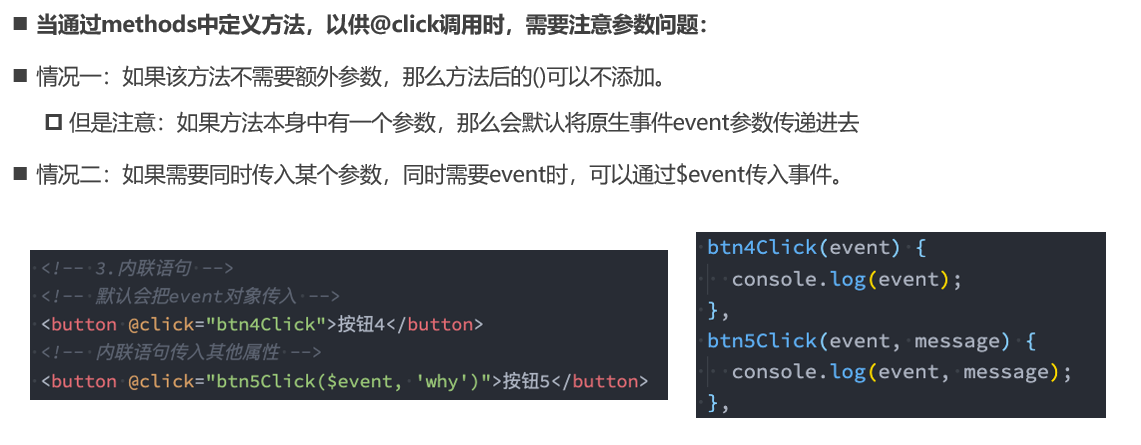 当通过methods中定义方法，以供@click调用时，需要注意参数问题：
情况一：如果该方法不需要额外参数，那么方法后的()可以不添加。
但是注意：如果方法本身中有一个参数，那么会默认将原生事件event参数传递进去
情况二：如果需要同时传入某个参数，同时需要event时，可以通过$event传入事件。
<!-- 3.内联语句 -->
<!-- 默认会把event对象传入 -->
<button @click="btn4Click">按钮4</button>
<!-- 内联语句传入其他属性 -->
<button @click="btn5Click($event, 'why')">按钮5</button>
btn4Click(event) {
console.log(event);
},
btn5Click(event, message) {
console.log(event, message);
},